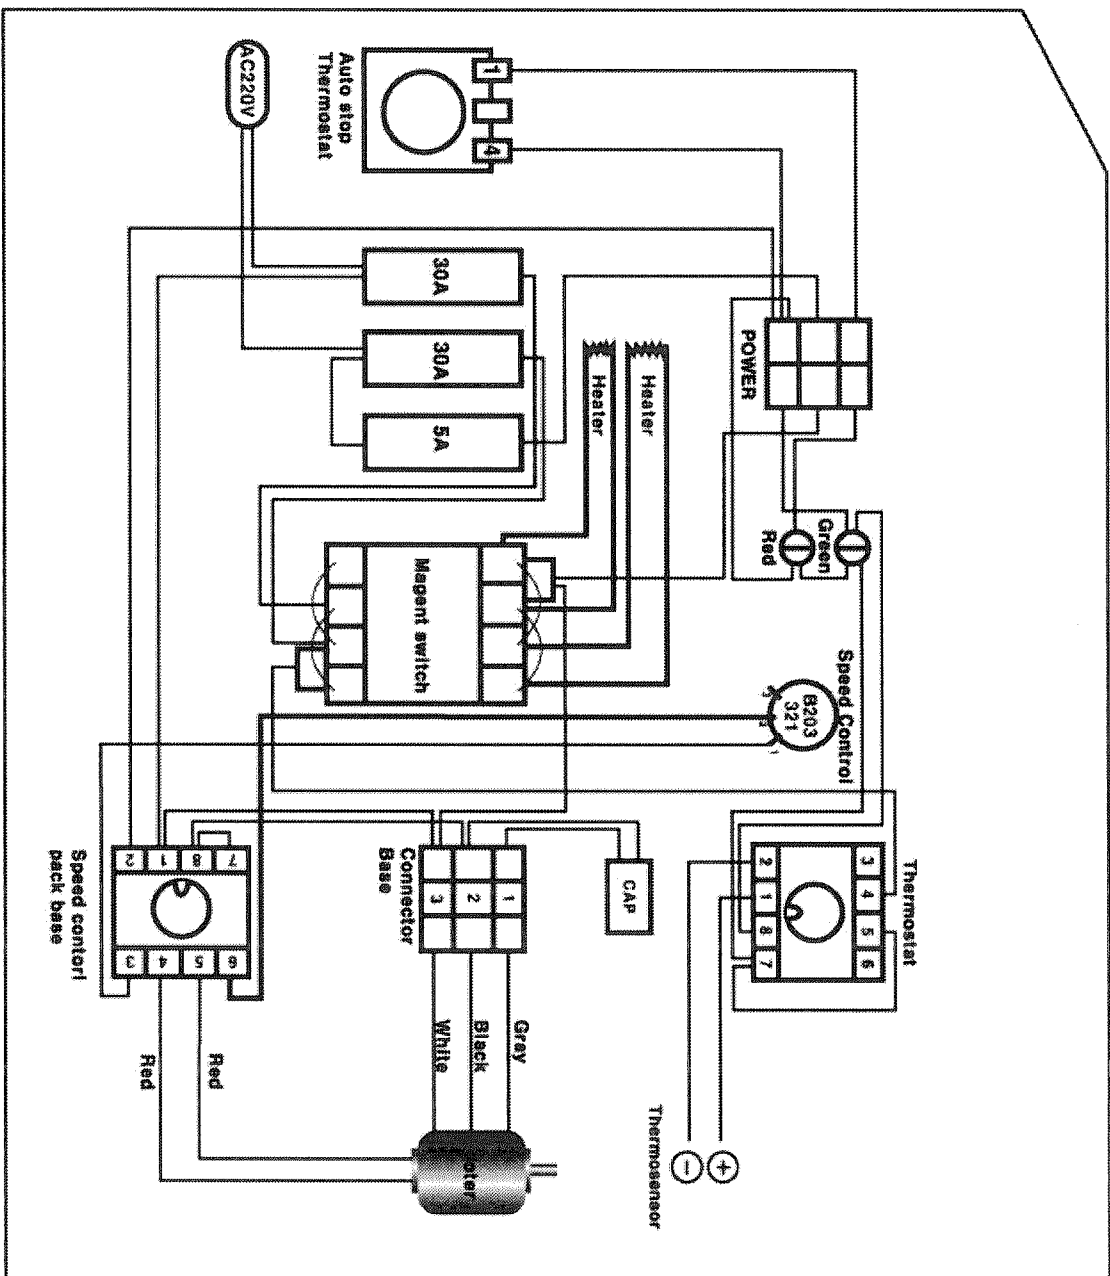 AC220V
Auto stop
Thermostat
1
4
30A
30A
5A
POWER
Heater
Heater
Red
Green
Magent switch
Speed Control
B203
321
Thermostat
3
4
5
6
2
1
8
7
CAP
Connector
Base
1
2
3
Speed contorl
pack base
2
1
8
7
3
4
5
6
Gray
Black
White
Red
Red
Thermosensor
+
−